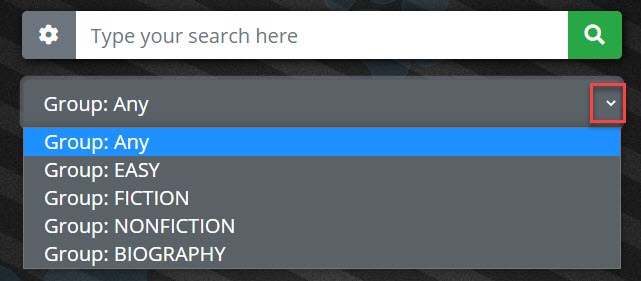 Type your search here
Group: Any
Group: Any
Group: EASY
Group: FICTION
Group: NONFICTION
Group: BIOGRAPHY